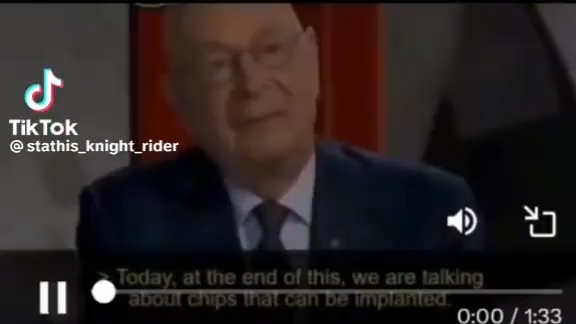 TikTok
@stathis_knight_rider
> Today, at the end of this, we are talking
about chips that can be implanted.
0:00 / 1:33